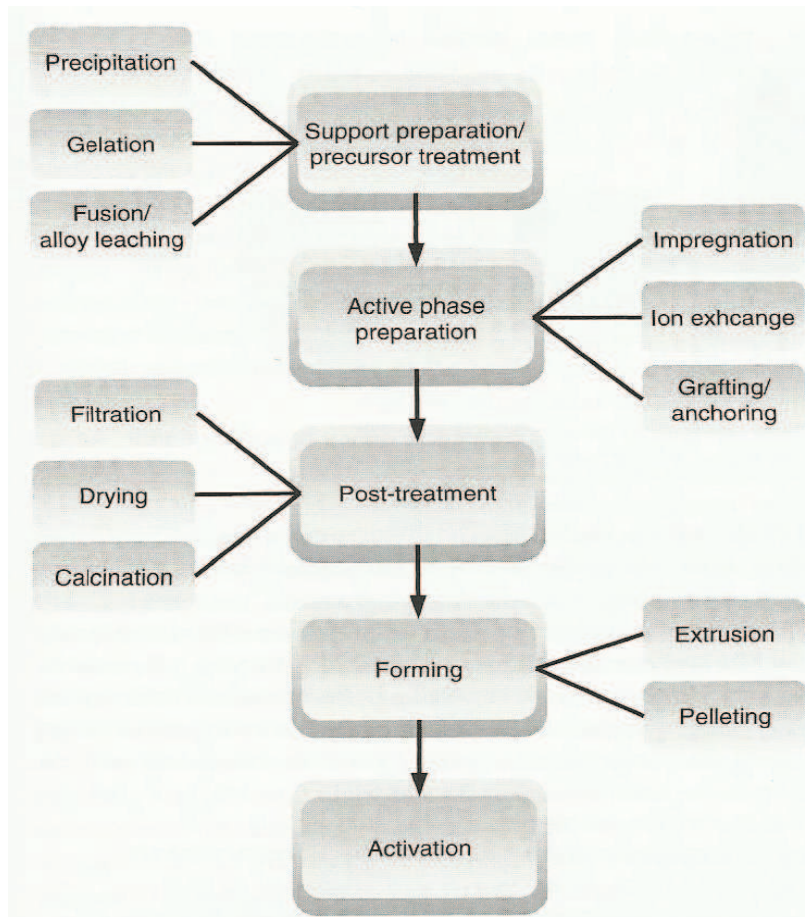 Precipitation
Gelation
Fusion/
alloy leaching
Support preparation/
precursor treatment
Active phase
preparation
Impregnation
Ion exhcange
Grafting/
anchoring
Filtration
Drying
Calcination
Post-treatment
Forming
Extrusion
Pelleting
Activation